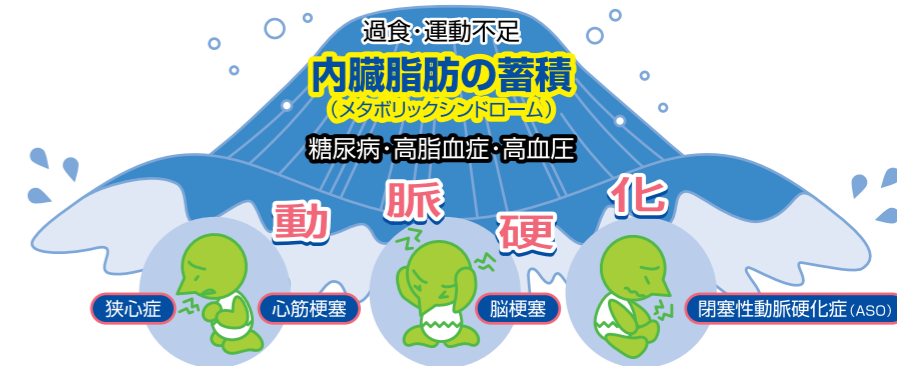 過食・運動不足
内臓脂肪の蓄積
（メタボリックシンドローム）
糖尿病・高脂血症・高血圧
動脈硬化
狭心症
心筋梗塞
脳梗塞
閉塞性動脈硬化症（ASO）